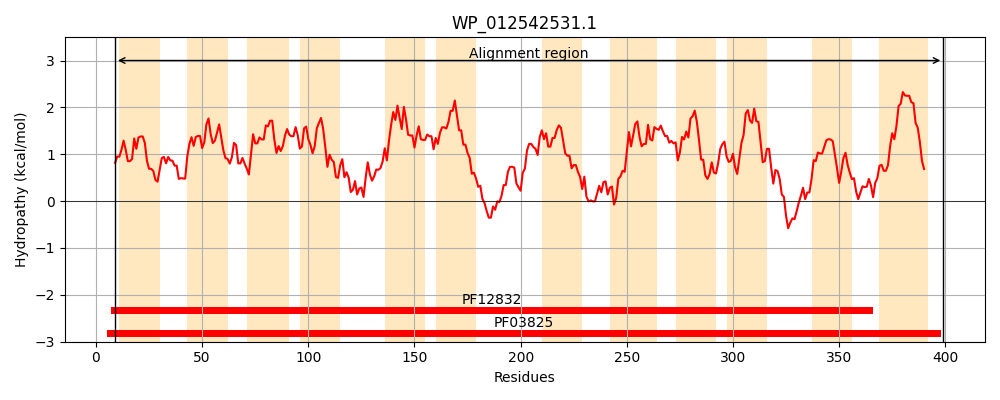 WP_012542531.1
Alignment region
Hydropathy (kcal/mol)
3
2
1
0
−1
−2
−3
PF12832
PF03825
0 50 100 150 200 250 300 350 400
Residues